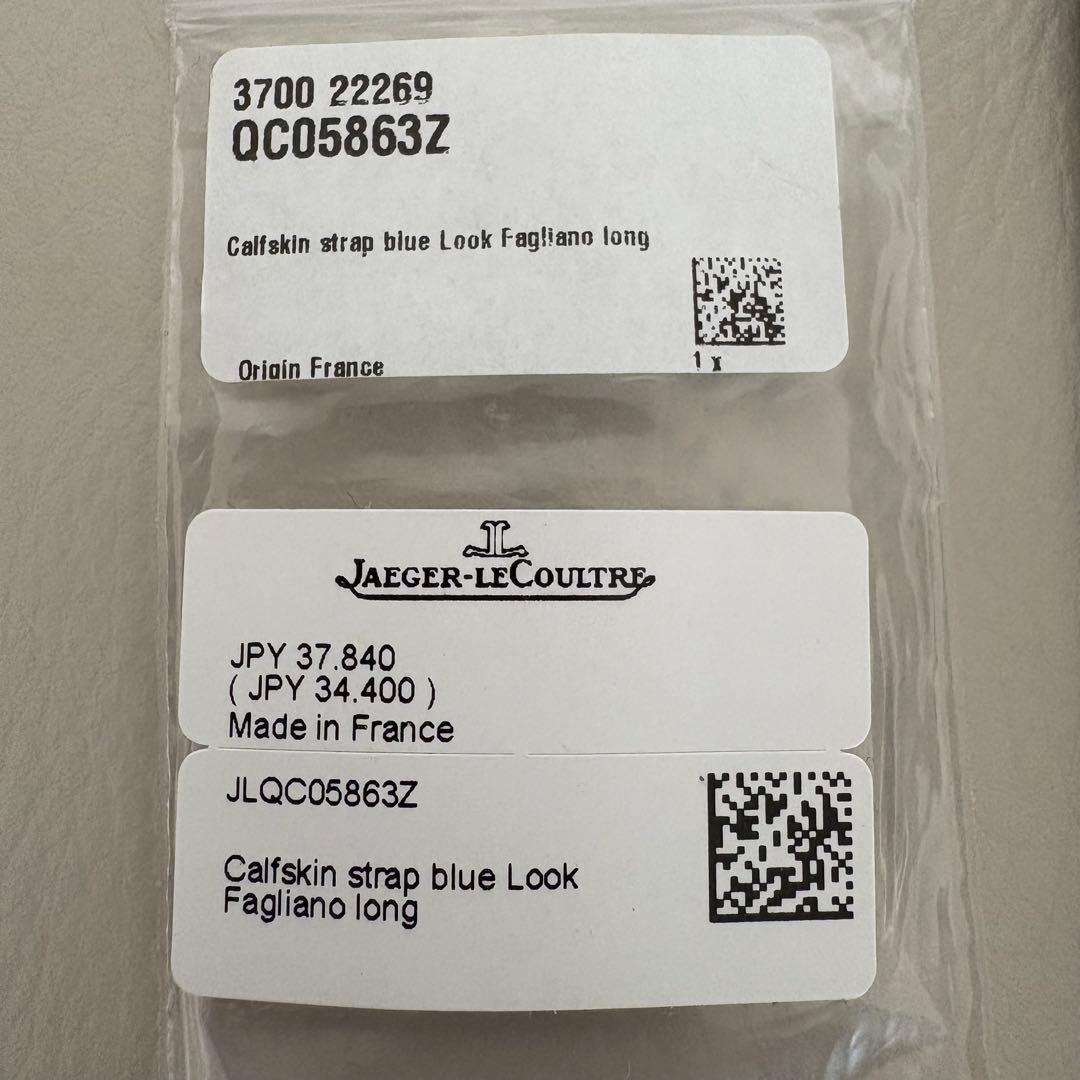 3700 22269
QC05863Z
Calfskin strap blue Look Fagliano long
Origin France
1 x
JL
JAEGER-LECOULTRE
JPY 37.840
( JPY 34.400 )
Made in France
JLQC05863Z
Calfskin strap blue Look
Fagliano long